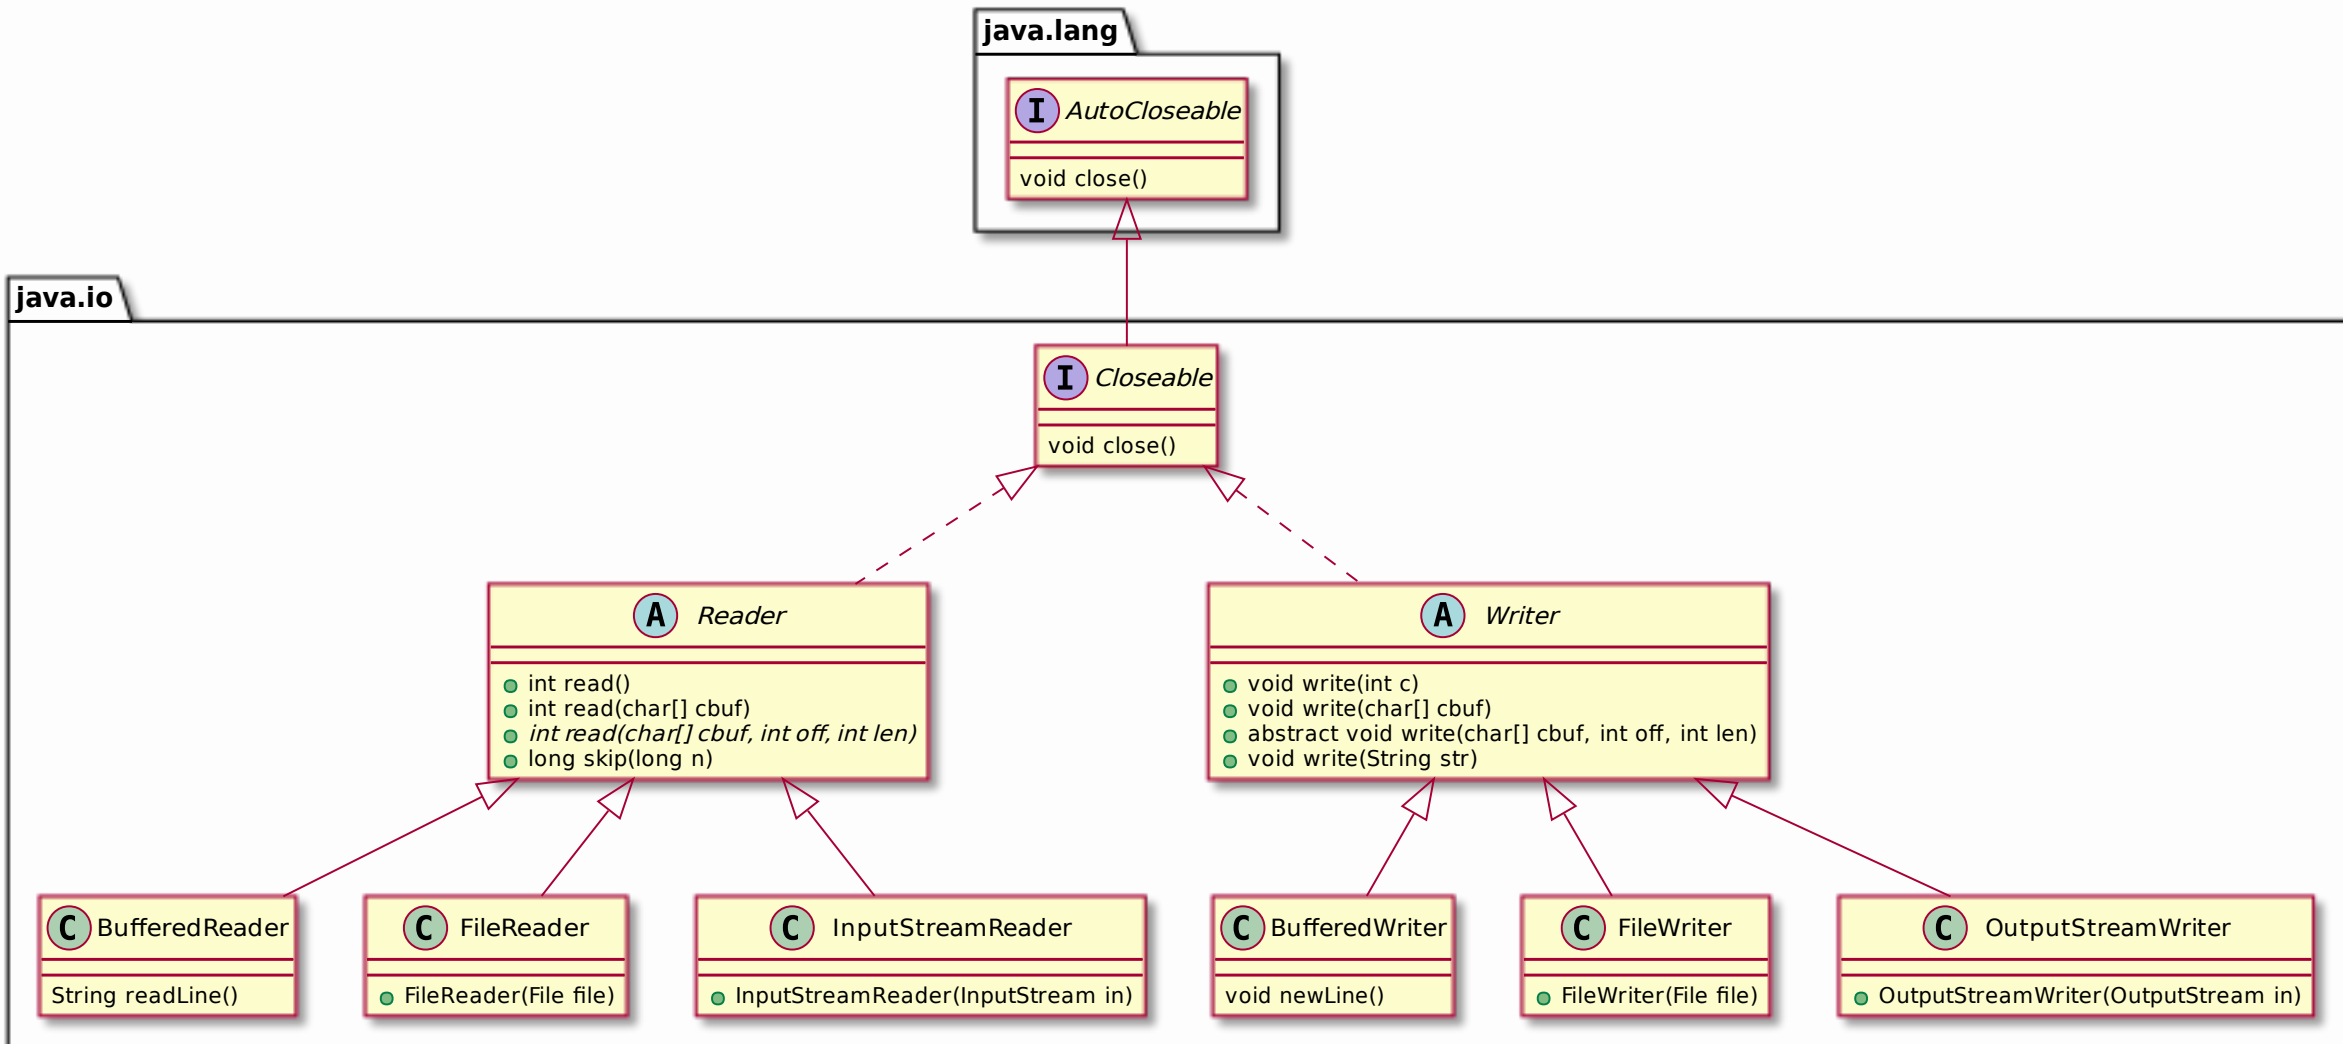 java.lang
I AutoCloseable
void close()
java.io
I Closeable
void close()
A Reader
int read()
int read(char[] cbuf)
int read(char[] cbuf, int off, int len)
long skip(long n)
A Writer
void write(int c)
void write(char[] cbuf)
abstract void write(char[] cbuf, int off, int len)
void write(String str)
C BufferedReader
String readLine()
C FileReader
FileReader(File file)
C InputStreamReader
InputStreamReader(InputStream in)
C BufferedWriter
void newLine()
C FileWriter
FileWriter(File file)
C OutputStreamWriter
OutputStreamWriter(OutputStream in)